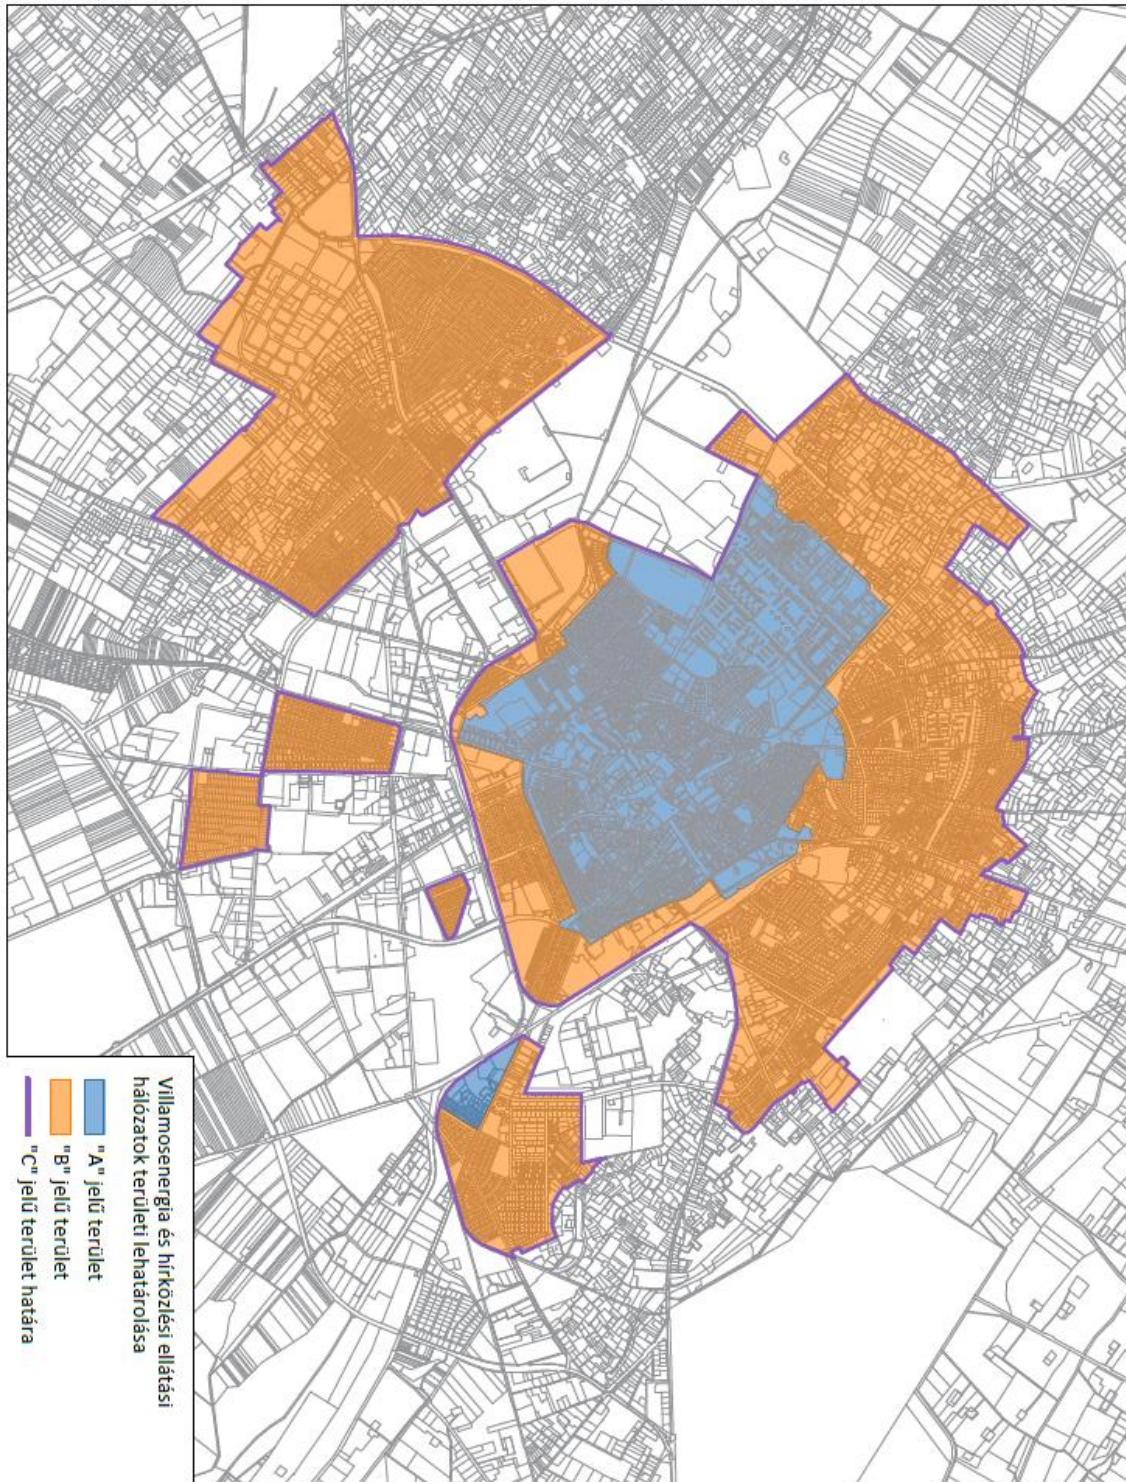 Villamosenergia és hírközlési ellátási
hálózatok területi lehatárolása
"A" jelű terület
"B" jelű terület
"C" jelű terület határa